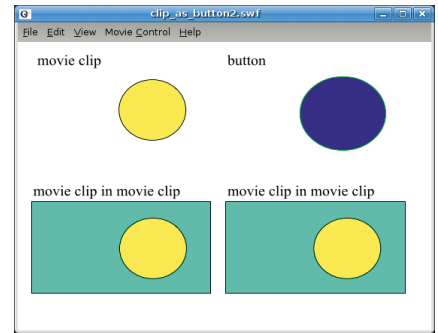 clip_as_button2.swf
File Edit View Movie Control Help
movie clip button
movie clip in movie clip movie clip in movie clip